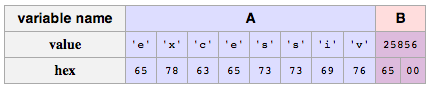 variable name A B
value 'e' 'x' 'c' 'e' 's' 's' 'i' 'v' 25856
hex 65 78 63 65 73 73 69 76 65 00